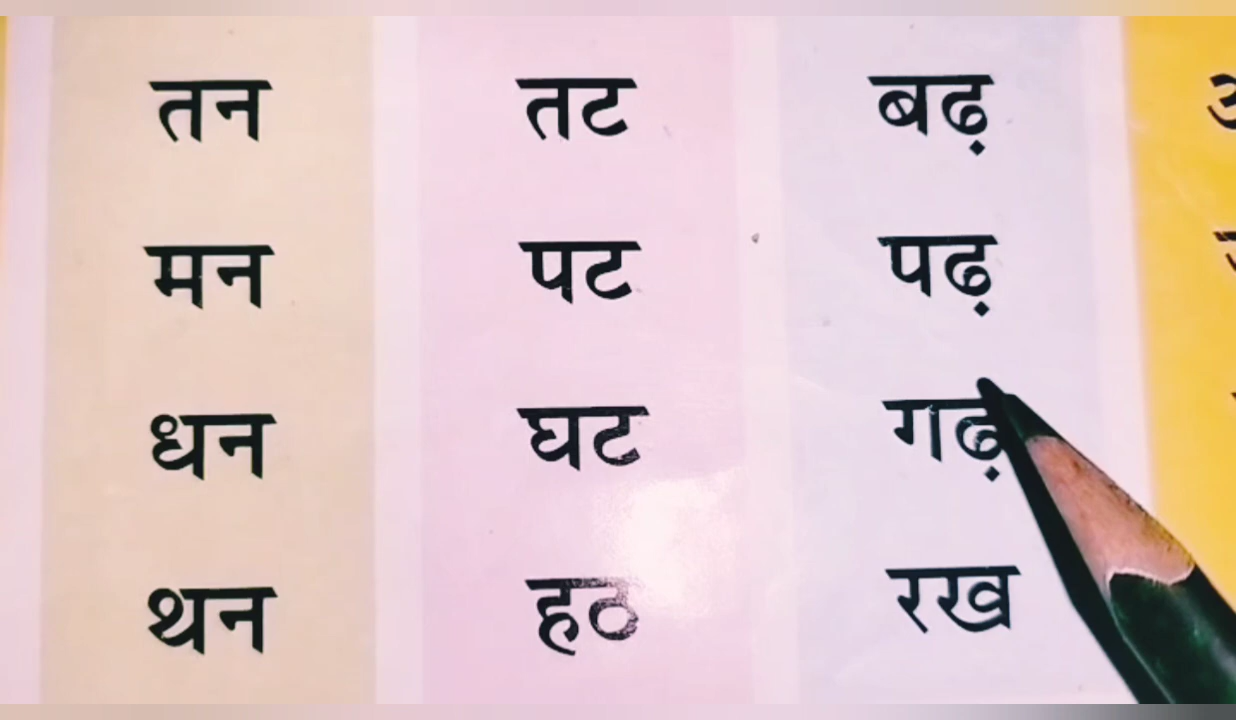 तन तट बढ़
मन पट पढ़
धन घट गढ़
थन हठ रख